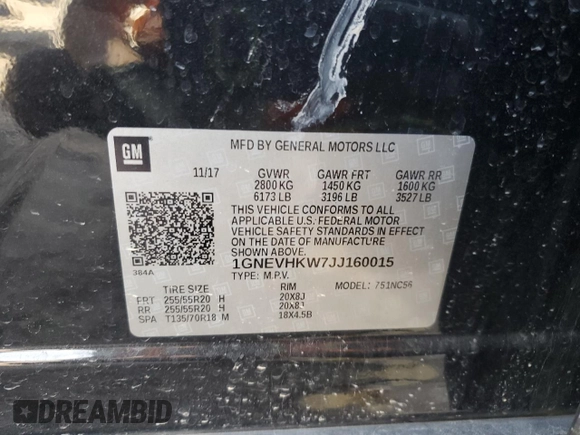 GM
MFD BY GENERAL MOTORS LLC
11/17 GVWR GAWR FRT GAWR RR
2800 KG 1450 KG 1600 KG
6173 LB 3196 LB 3527 LB
THIS VEHICLE CONFORMS TO ALL
APPLICABLE U.S. FEDERAL MOTOR
VEHICLE SAFETY STANDARDS IN EFFECT
ON THE DATE OF MANUFACTURE
SHOWN ABOVE.
384A
1GNEVHKW7JJ160015
TYPE: M.P.V. MODEL: 751NC56
TIRE SIZE RIM
FRT 255/55R20 H 20X8J
RR 255/55R20 H 20X8J
SPA T135/70R18 M 18X4.5B
DREAMBID